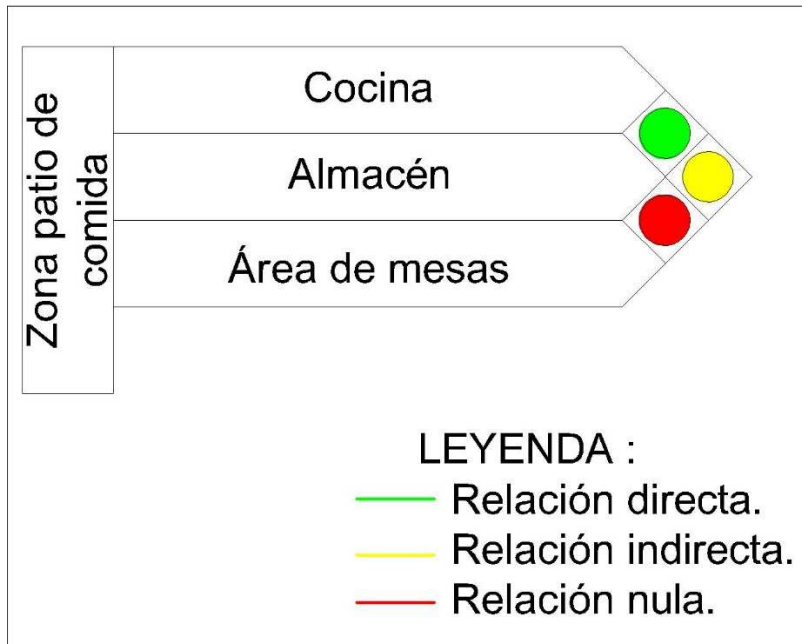 Zona patio de
comida
Cocina
Almacén
Área de mesas
LEYENDA :
Relación directa.
Relación indirecta.
Relación nula.